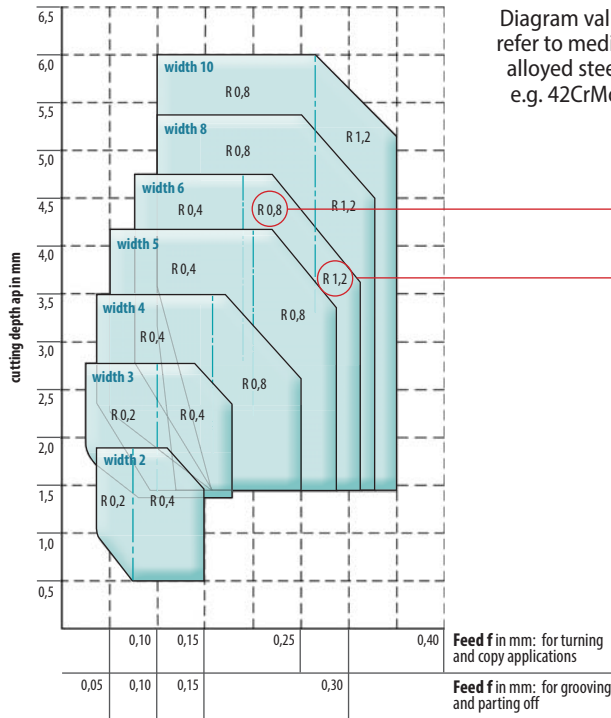 6,5
6,0
5,5
5,0
4,5
4,0
3,5
3,0
2,5
2,0
1,5
1,0
0,5
cutting depth ap in mm
Diagram val
refer to medi
alloyed stee
e.g. 42CrM
width 10
R 0,8
R 1,2
width 8
R 0,8
R 1,2
width 6
R 0,4
R 0,8
R 1,2
width 5
R 0,4
R 0,8
width 4
R 0,4
R 0,8
width 3
R 0,2
R 0,4
width 2
R 0,2
R 0,4
0,10 0,15 0,25 0,40 Feed f in mm: for turning
and copy applications
0,05 0,10 0,15 0,30 Feed f in mm: for grooving
and parting off